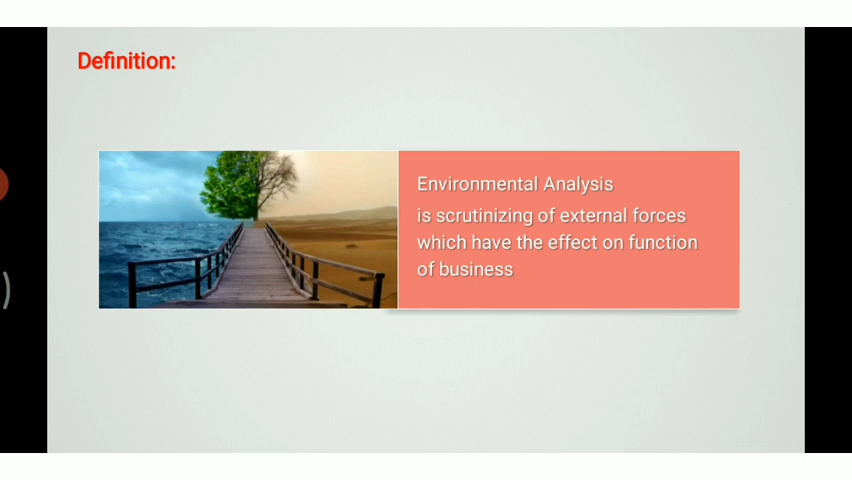 Definition:
Environmental Analysis
is scrutinizing of external forces
which have the effect on function
of business